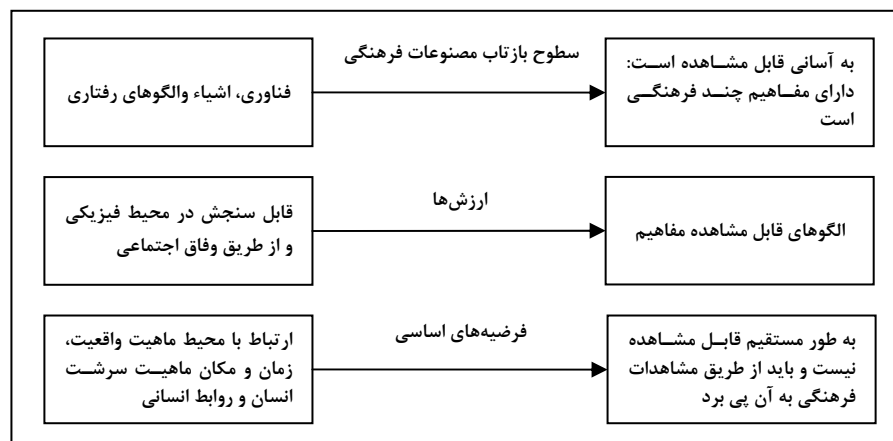 سطوح بازتاب مصنوعات فرهنگی
به آسانی قابل مشاهده است:
دارای مفاهیم چند فرهنگی
است
فناوری، اشیاء والگوهای رفتاری
ارزش‌ها
الگوهای قابل مشاهده مفاهیم
قابل سنجش در محیط فیزیکی
و از طریق وفاق اجتماعی
فرضیه‌های اساسی
به طور مستقیم قابل مشاهده
نیست و باید از طریق مشاهدات
فرهنگی به آن پی برد
ارتباط با محیط ماهیت واقعیت،
زمان و مکان ماهیت سرشت
انسان و روابط انسانی